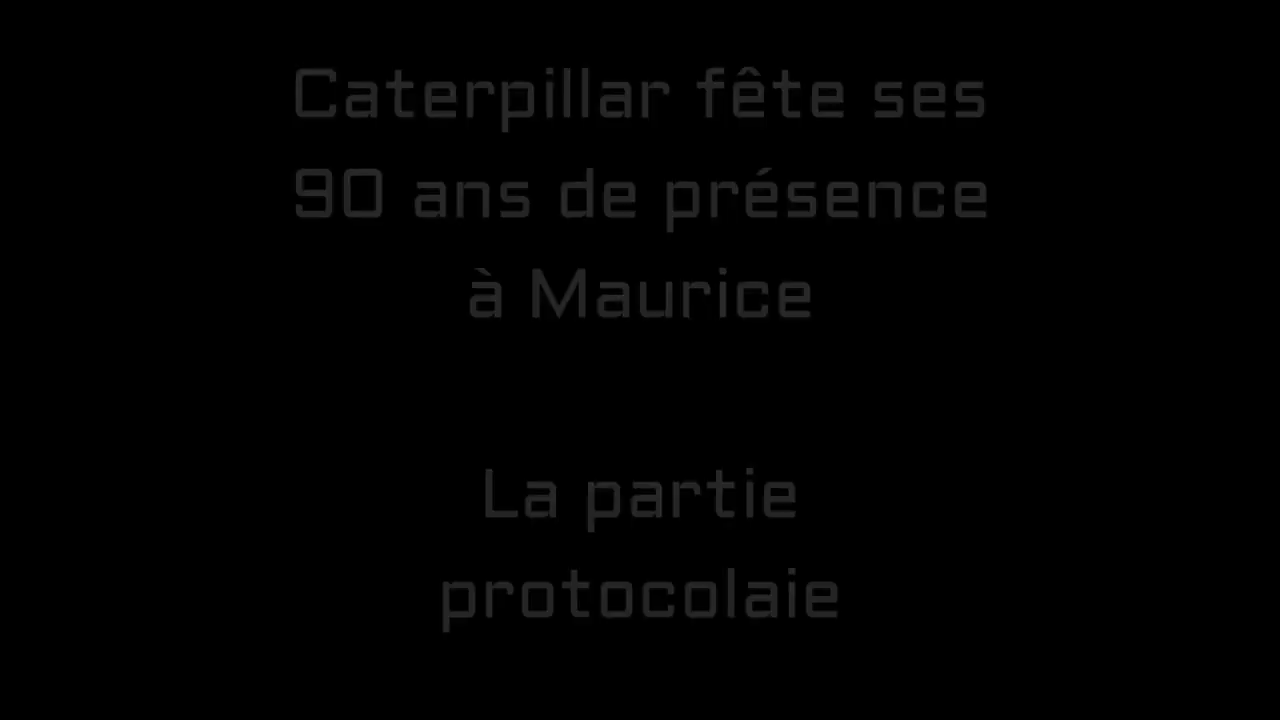 Caterpillar fête ses
90 ans de présence
à Maurice
La partie
protocolaie